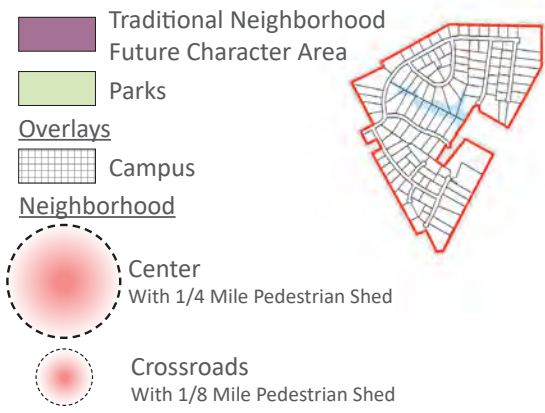 Traditional Neighborhood
Future Character Area
Parks
Overlays
Campus
Neighborhood
Center
With 1/4 Mile Pedestrian Shed
Crossroads
With 1/8 Mile Pedestrian Shed